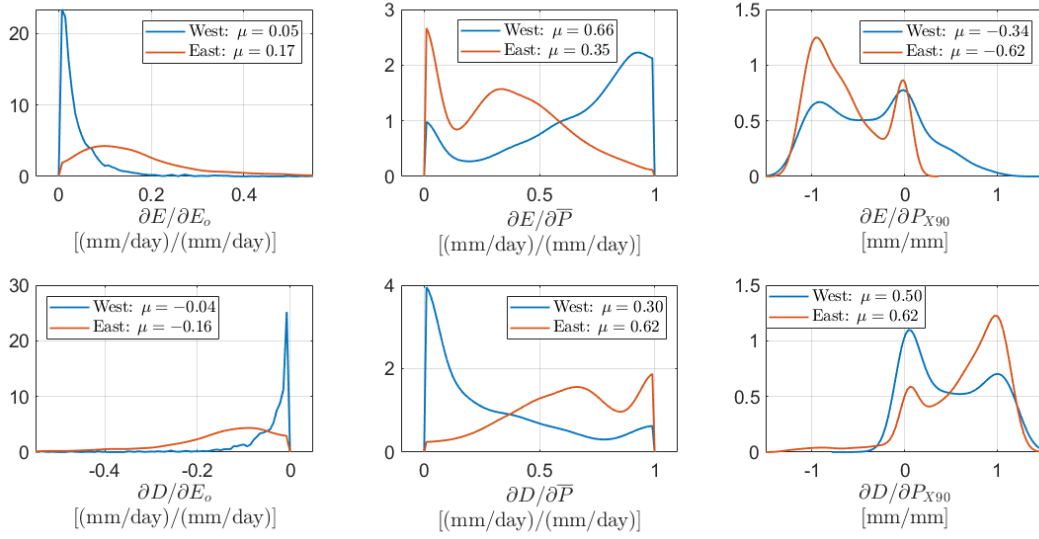 20
10
0
West: μ = 0.05
East: μ = 0.17
0
0.2
0.4
∂E/∂E_o
[(mm/day)/(mm/day)]
3
2
1
0
West: μ = 0.66
East: μ = 0.35
0
0.5
1
∂E/∂P̅
[(mm/day)/(mm/day)]
1.5
1
0.5
0
West: μ = −0.34
East: μ = −0.62
-1
0
1
∂E/∂P_{X90}
[mm/mm]
30
20
10
0
West: μ = −0.04
East: μ = −0.16
-0.4
-0.2
0
∂D/∂E_o
[(mm/day)/(mm/day)]
4
2
0
West: μ = 0.30
East: μ = 0.62
0
0.5
1
∂D/∂P̅
[(mm/day)/(mm/day)]
1.5
1
0.5
0
West: μ = 0.50
East: μ = 0.62
-1
0
1
∂D/∂P_{X90}
[mm/mm]